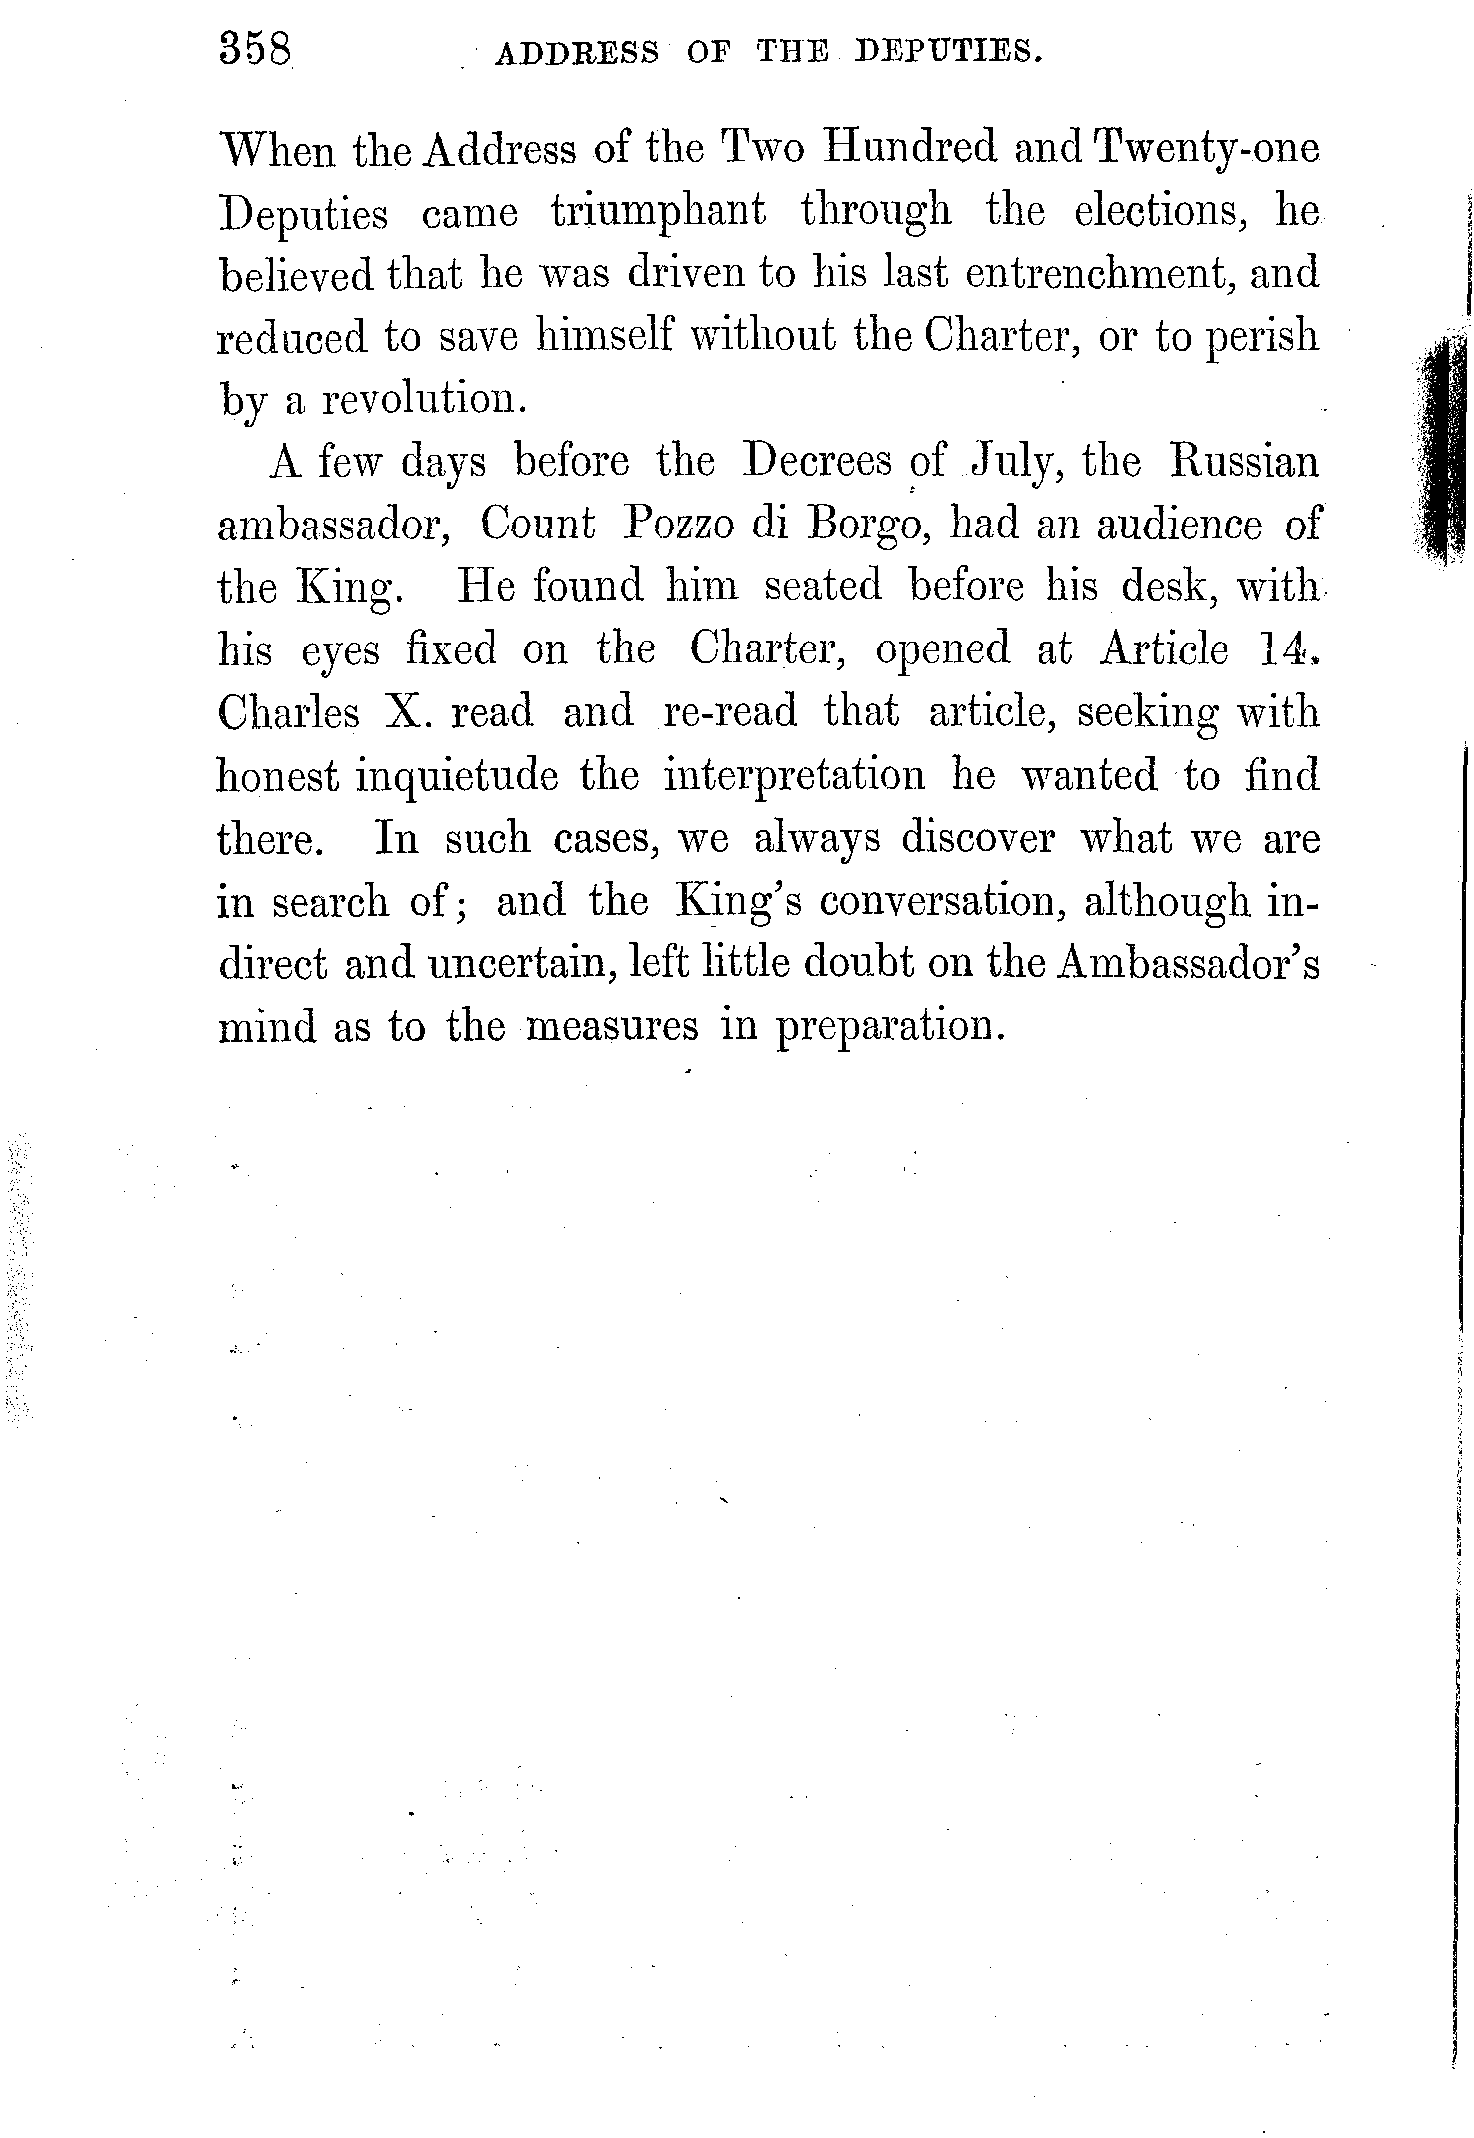 358 ADDRESS OF THE DEPUTIES.
When the Address of the Two Hundred and Twenty-one
Deputies came triumphant through the elections, he
believed that he was driven to his last entrenchment, and
reduced to save himself without the Charter, or to perish
by a revolution.
A few days before the Decrees of July, the Russian
ambassador, Count Pozzo di Borgo, had an audience of
the King. He found him seated before his desk, with
his eyes fixed on the Charter, opened at Article 14.
Charles X. read and re-read that article, seeking with
honest inquietude the interpretation he wanted to find
there. In such cases, we always discover what we are
in search of; and the King's conversation, although in-
direct and uncertain, left little doubt on the Ambassador's
mind as to the measures in preparation.